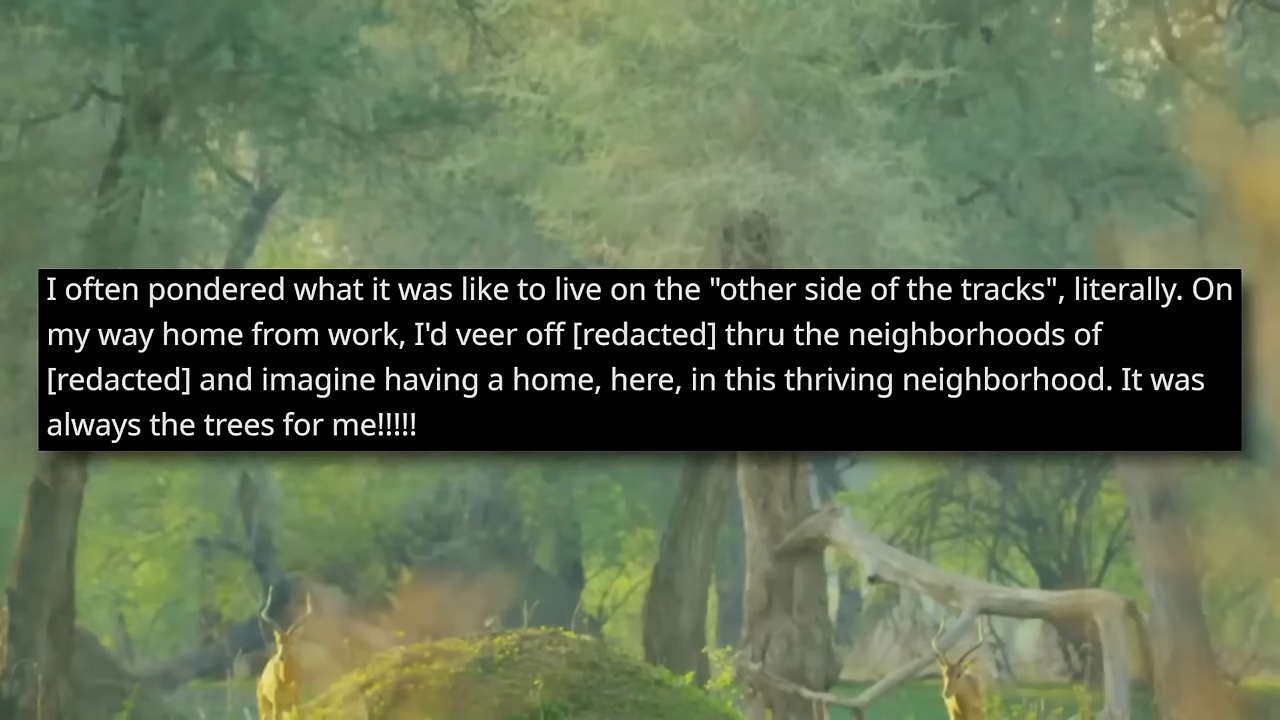 I often pondered what it was like to live on the "other side of the tracks", literally. On
my way home from work, I'd veer off [redacted] thru the neighborhoods of
[redacted] and imagine having a home, here, in this thriving neighborhood. It was
always the trees for me!!!!!